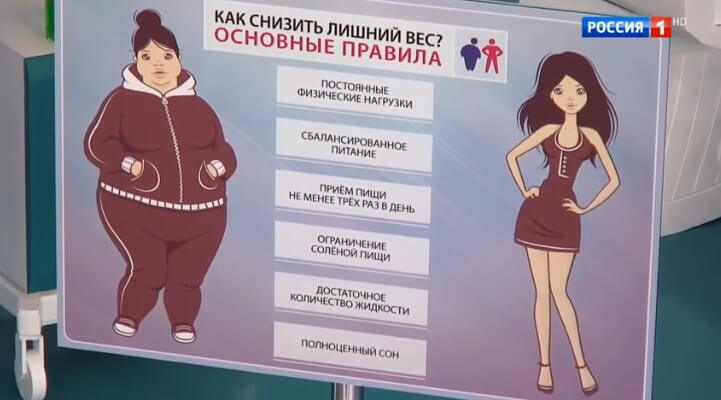 РОССИЯ 1 HD
КАК СНИЗИТЬ ЛИШНИЙ ВЕС?
ОСНОВНЫЕ ПРАВИЛА
ПОСТОЯННЫЕ
ФИЗИЧЕСКИЕ НАГРУЗКИ
СБАЛАНСИРОВАННОЕ
ПИТАНИЕ
ПРИЁМ ПИЩИ
НЕ МЕНЕЕ ТРЁХ РАЗ В ДЕНЬ
ОГРАНИЧЕНИЕ
СОЛЁНОЙ ПИЩИ
ДОСТАТОЧНОЕ
КОЛИЧЕСТВО ЖИДКОСТИ
ПОЛНОЦЕННЫЙ СОН